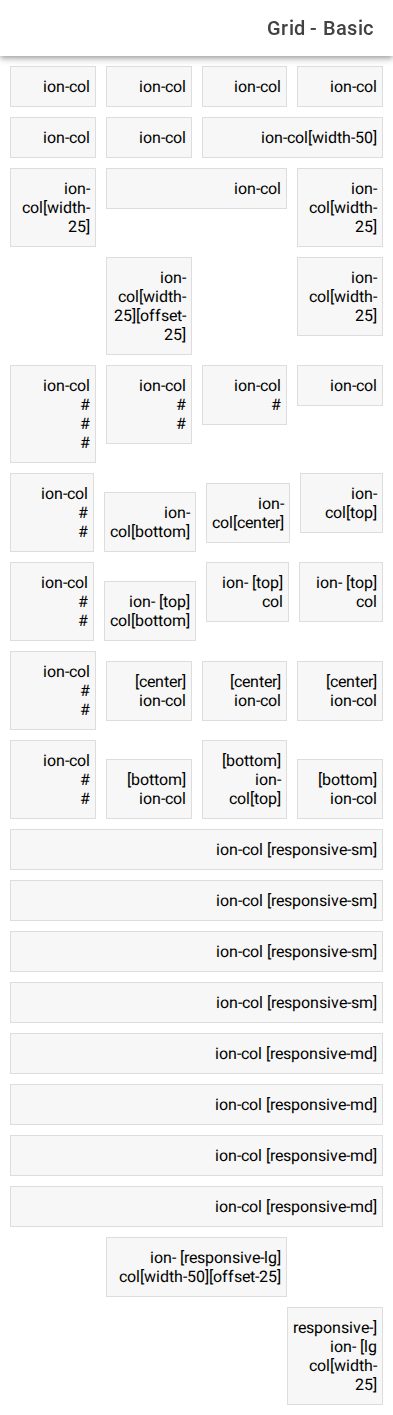 Grid - Basic
ion-col
ion-col
ion-col
ion-col
ion-col[width-50]
ion-col
ion-col
ion-
col[width-
25]
ion-col
ion-
col[width-
25]
ion-
col[width-
25]
ion-
col[width-
25][offset-
25]
ion-col
ion-col
#
ion-col
#
#
ion-col
#
#
#
ion-
col[top]
ion-
col[center]
ion-
col[bottom]
ion-col
#
#
ion- [top]
col
ion- [top]
col
ion- [top]
col[bottom]
ion-col
#
#
[center]
ion-col
[center]
ion-col
[center]
ion-col
ion-col
#
#
[bottom]
ion-col
[bottom]
ion-
col[top]
[bottom]
ion-col
ion-col
#
#
ion-col [responsive-sm]
ion-col [responsive-sm]
ion-col [responsive-sm]
ion-col [responsive-sm]
ion-col [responsive-md]
ion-col [responsive-md]
ion-col [responsive-md]
ion-col [responsive-md]
ion- [responsive-lg]
col[width-50][offset-25]
responsive-]
ion- [lg
col[width-
25]